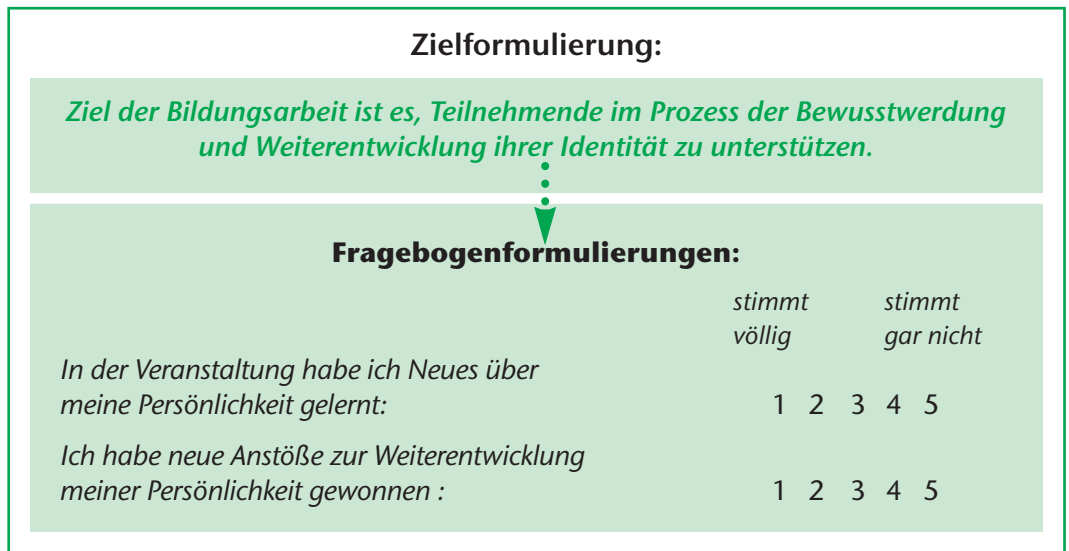 Zielformulierung:
Ziel der Bildungsarbeit ist es, Teilnehmende im Prozess der Bewusstwerdung
und Weiterentwicklung ihrer Identität zu unterstützen.
Fragebogenformulierungen:
stimmt stimmt
völlig gar nicht
In der Veranstaltung habe ich Neues über
meine Persönlichkeit gelernt: 1 2 3 4 5
Ich habe neue Anstöße zur Weiterentwicklung
meiner Persönlichkeit gewonnen : 1 2 3 4 5